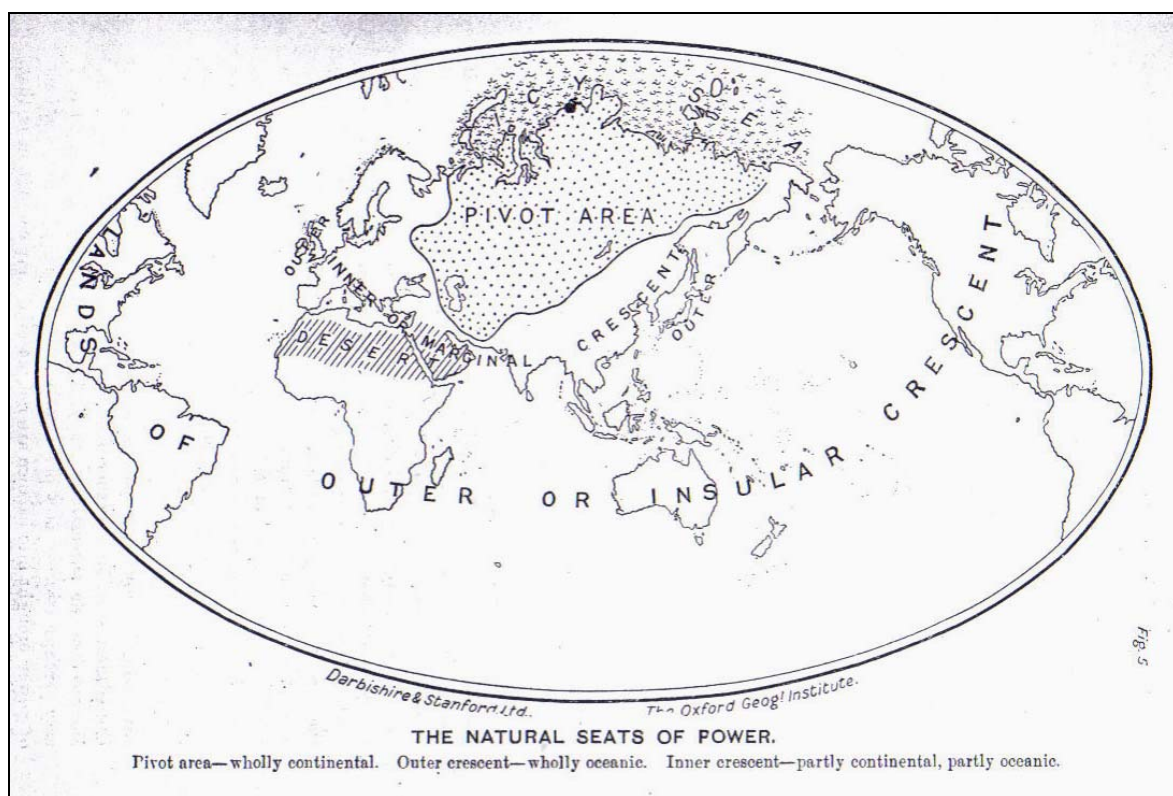 ICY SEA
PIVOT AREA
LANDS OF OUTER OR INSULAR CRESCENT
OUTER
INNER OR MARGINAL CRESCENT
OUTER
DESERT
Fig. 5
Darbishire & Stanford, Ltd.
The Oxford Geogl Institute.
THE NATURAL SEATS OF POWER.
Pivot area—wholly continental. Outer crescent—wholly oceanic. Inner crescent—partly continental, partly oceanic.